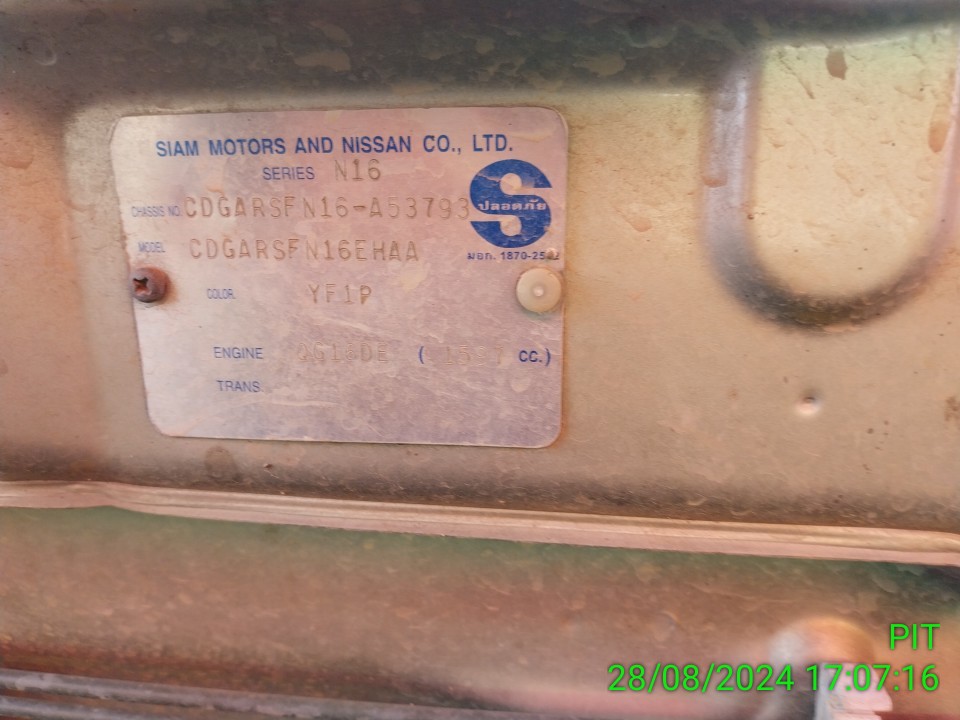 SIAM MOTORS AND NISSAN CO., LTD.
SERIES N16
CHASSIS NO. CDGARSFN16-A53793
ปลอดภัย
MODEL CDGARSFN16EHAA
มอก. 1870-25
COLOR. YF1P
ENGINE (CC.)
TRANS.
PIT
28/08/2024 17:07:16